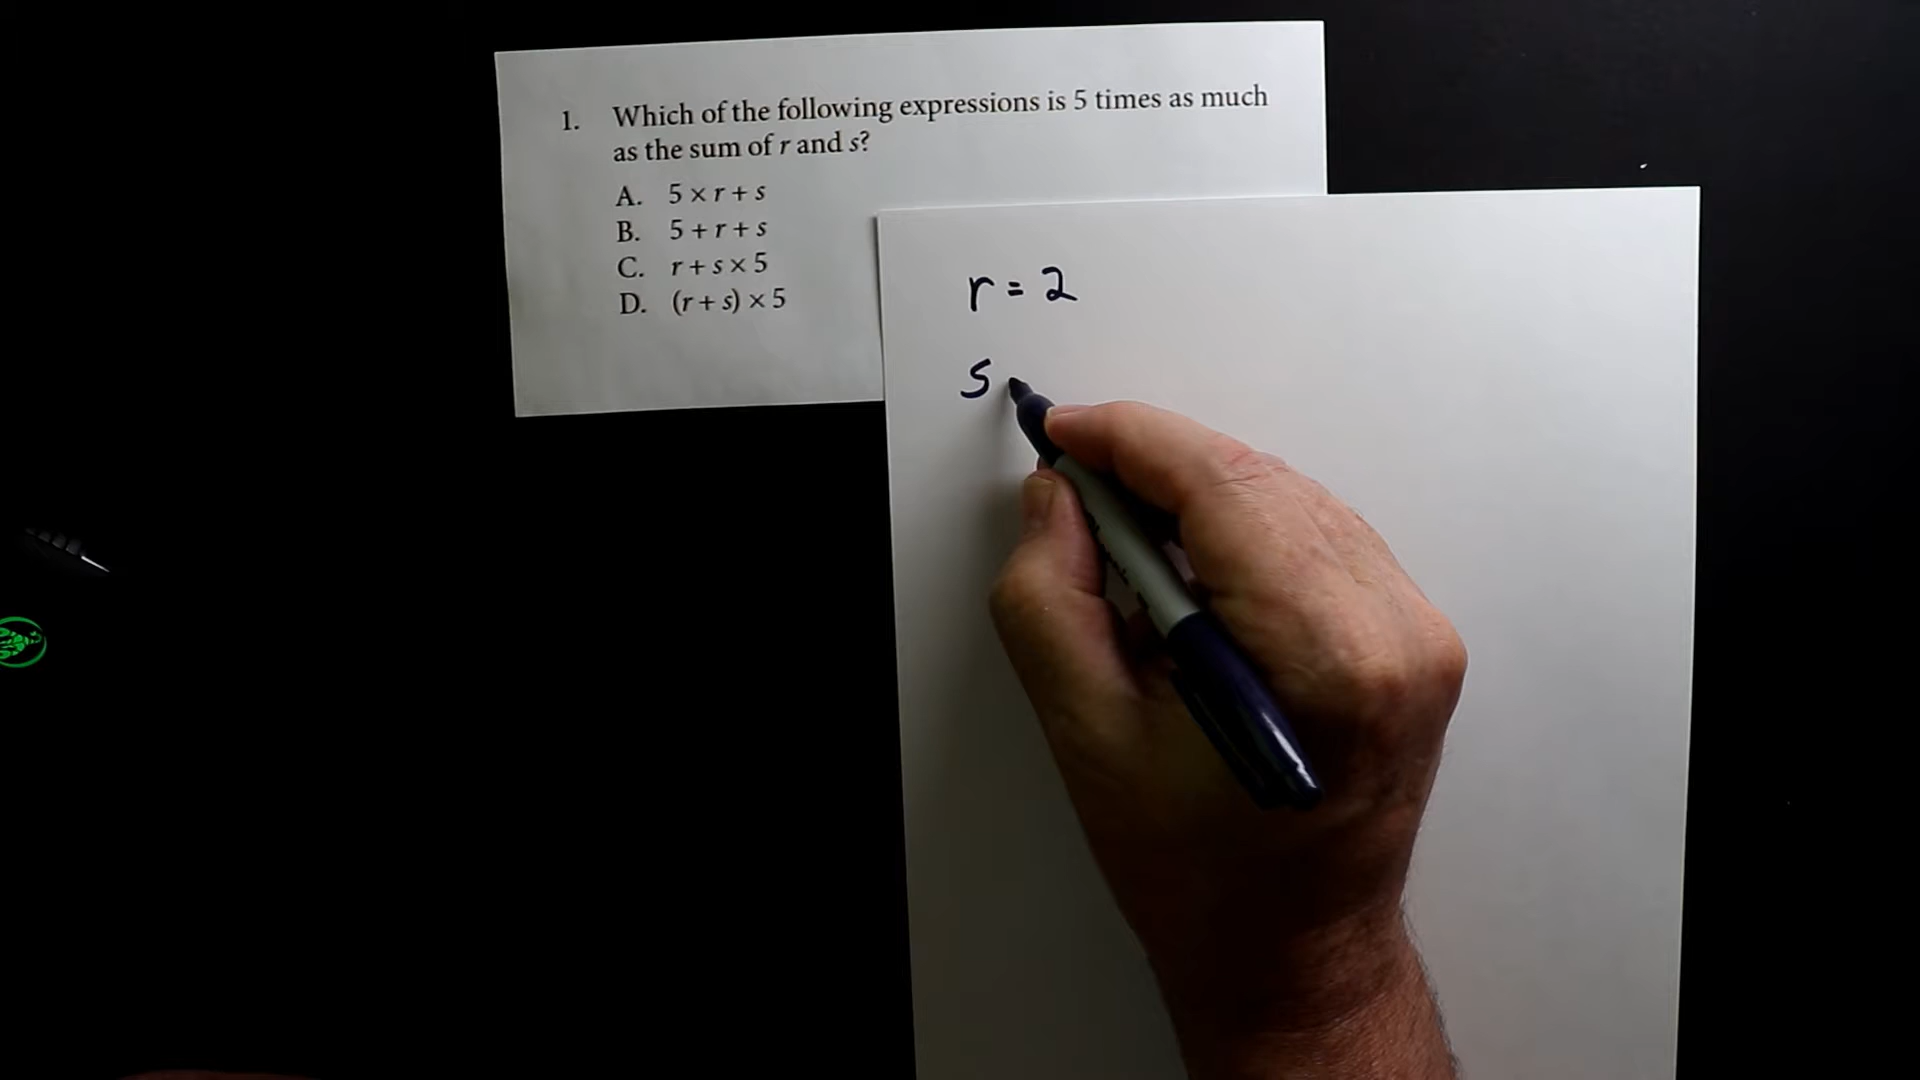 1. Which of the following expressions is 5 times as much
as the sum of r and s?
A. 5 × r + s
B. 5 + r + s
C. r + s × 5
D. (r + s) × 5
r = 2
s